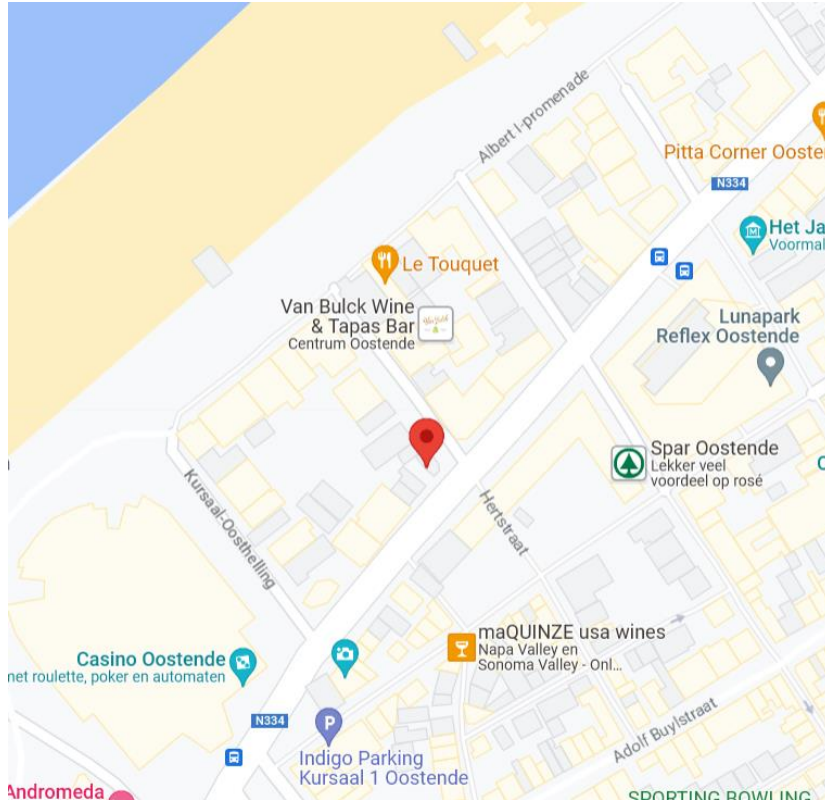 Albert I-promenade
Pitta Corner Ooste
N334
Het Ja
Voormal
Le Touquet
Van Bulck Wine
& Tapas Bar
Centrum Oostende
Lunapark
Reflex Oostende
Spar Oostende
Lekker veel
voordeel op rosé
Kursaal-Oosthelling
Hertstraat
maQUINZE usa wines
Napa Valley en
Sonoma Valley - Onl...
Casino Oostende
met roulette, poker en automaten
N334
P
Indigo Parking
Kursaal 1 Oostende
Adolf Buylstraat
Andromeda
SPORTING BOWLING